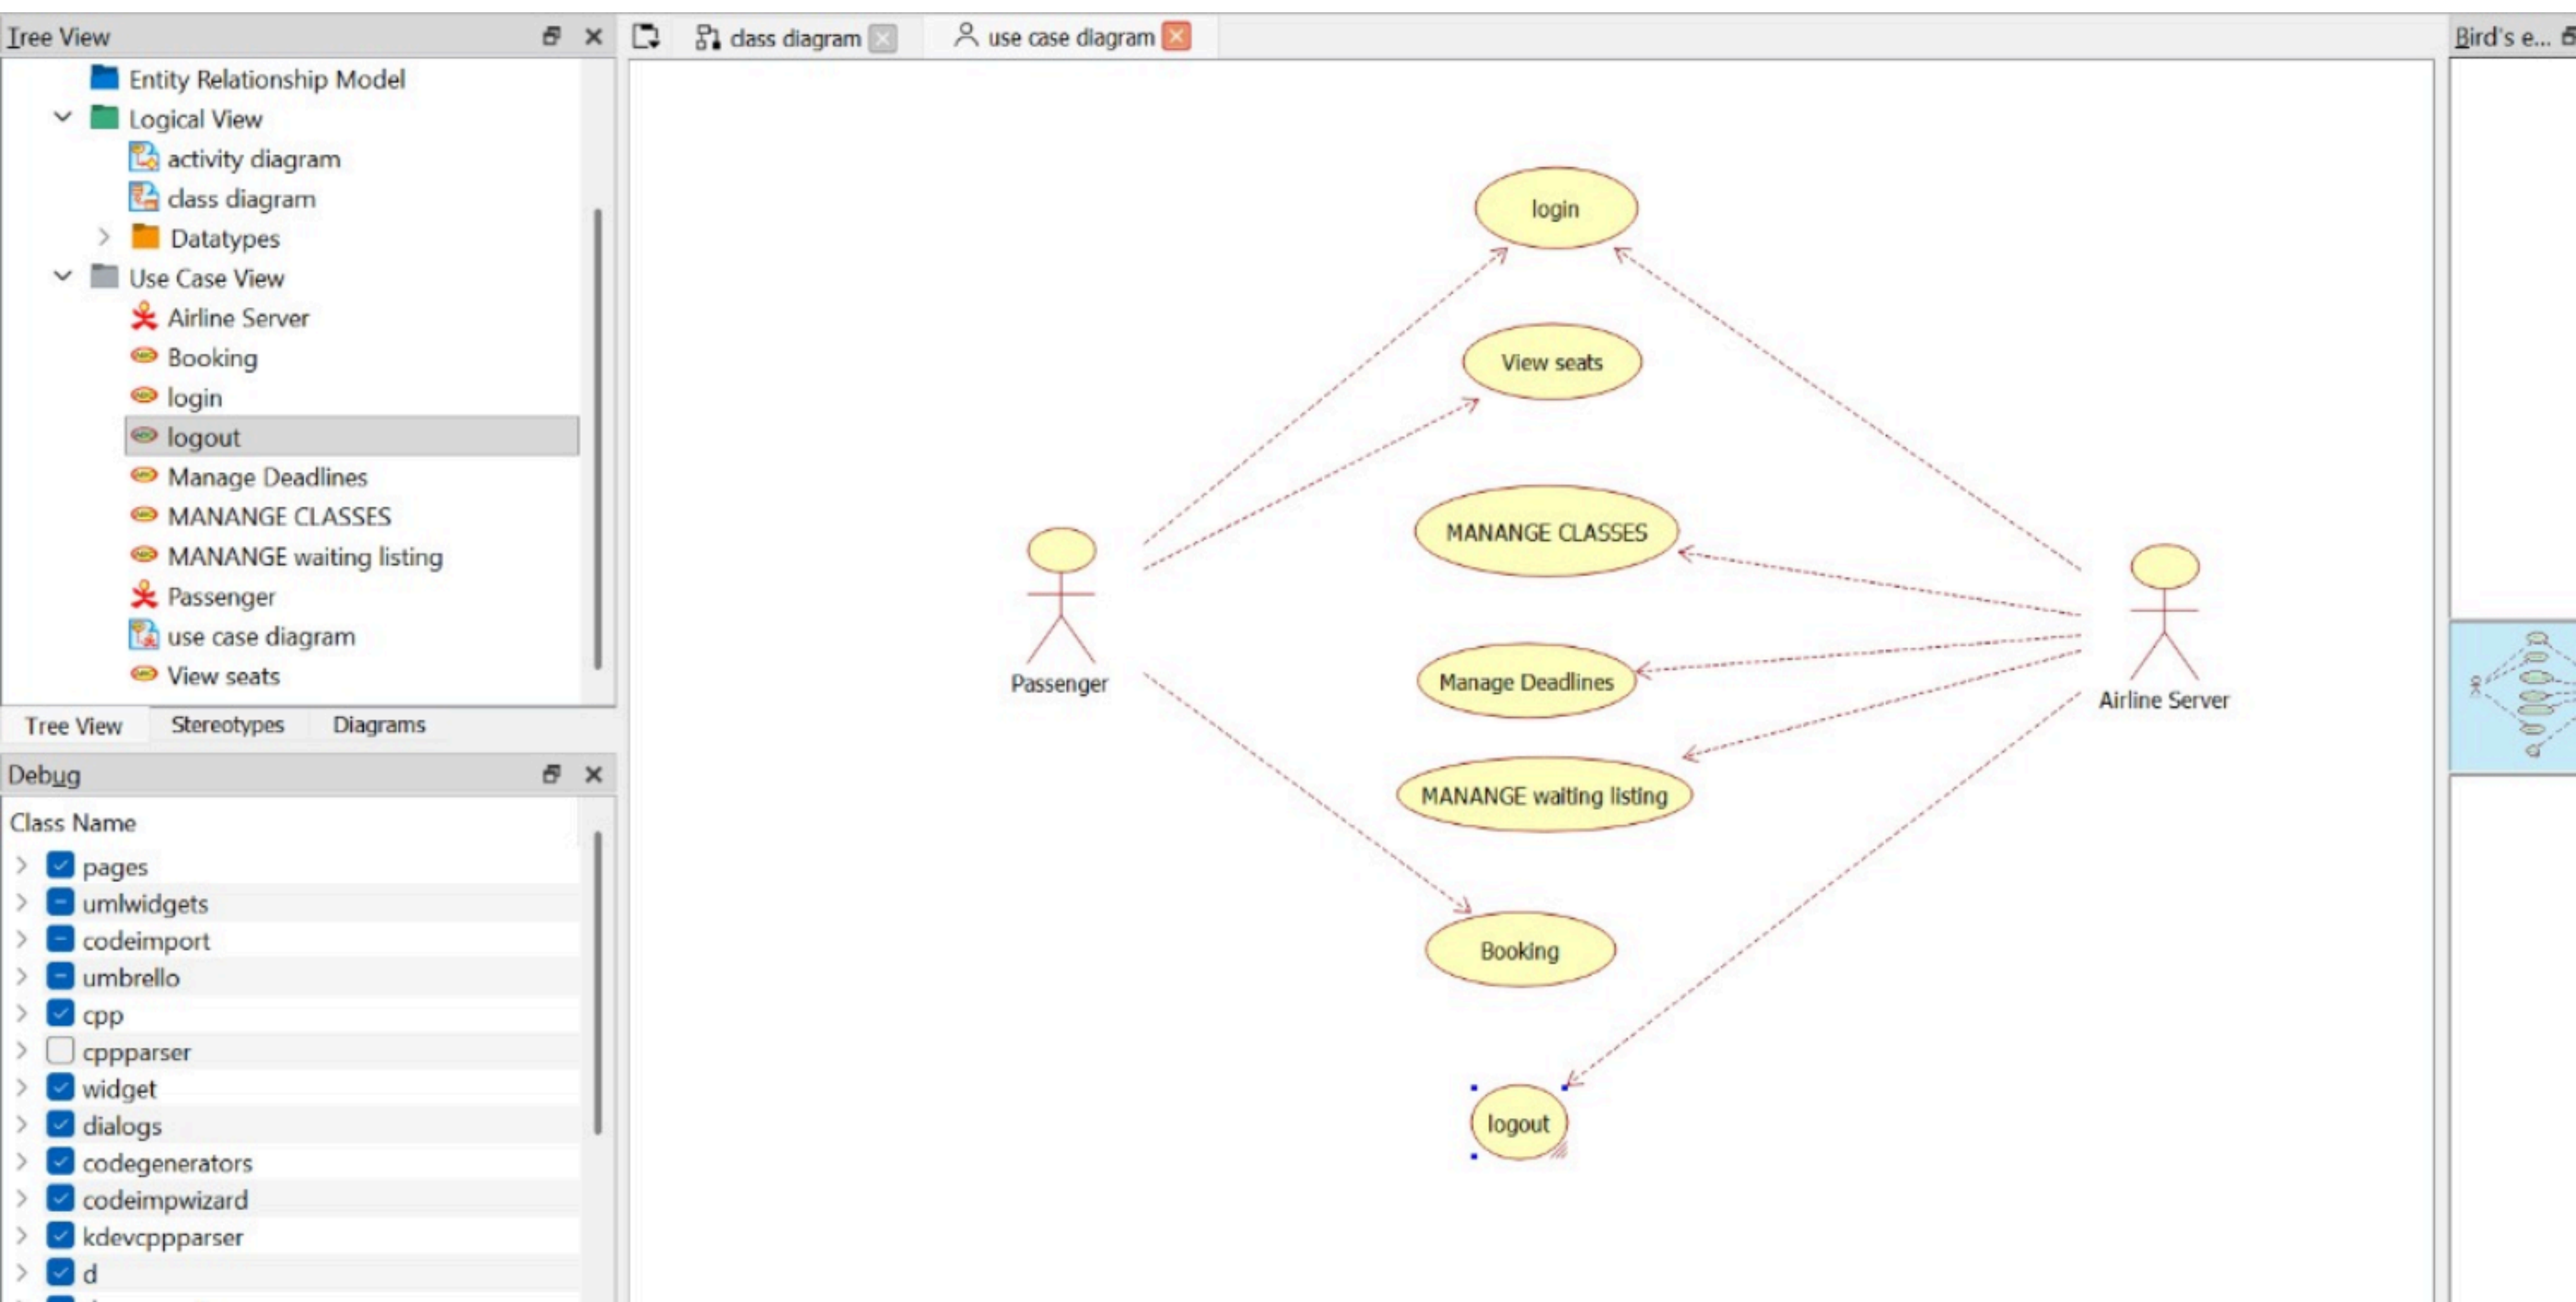 Tree View
Entity Relationship Model
Logical View
activity diagram
class diagram
Datatypes
Use Case View
Airline Server
Booking
login
logout
Manage Deadlines
MANANGE CLASSES
MANANGE waiting listing
Passenger
use case diagram
View seats
Tree View Stereotypes Diagrams
Debug
Class Name
pages
umlwidgets
codeimport
umbrello
cpp
cppparser
widget
dialogs
codegenerators
codeimpwizard
kdevcppparser
d
class diagram use case diagram
login
View seats
MANANGE CLASSES
Manage Deadlines
MANANGE waiting listing
Booking
logout
Passenger
Airline Server
Bird's e...